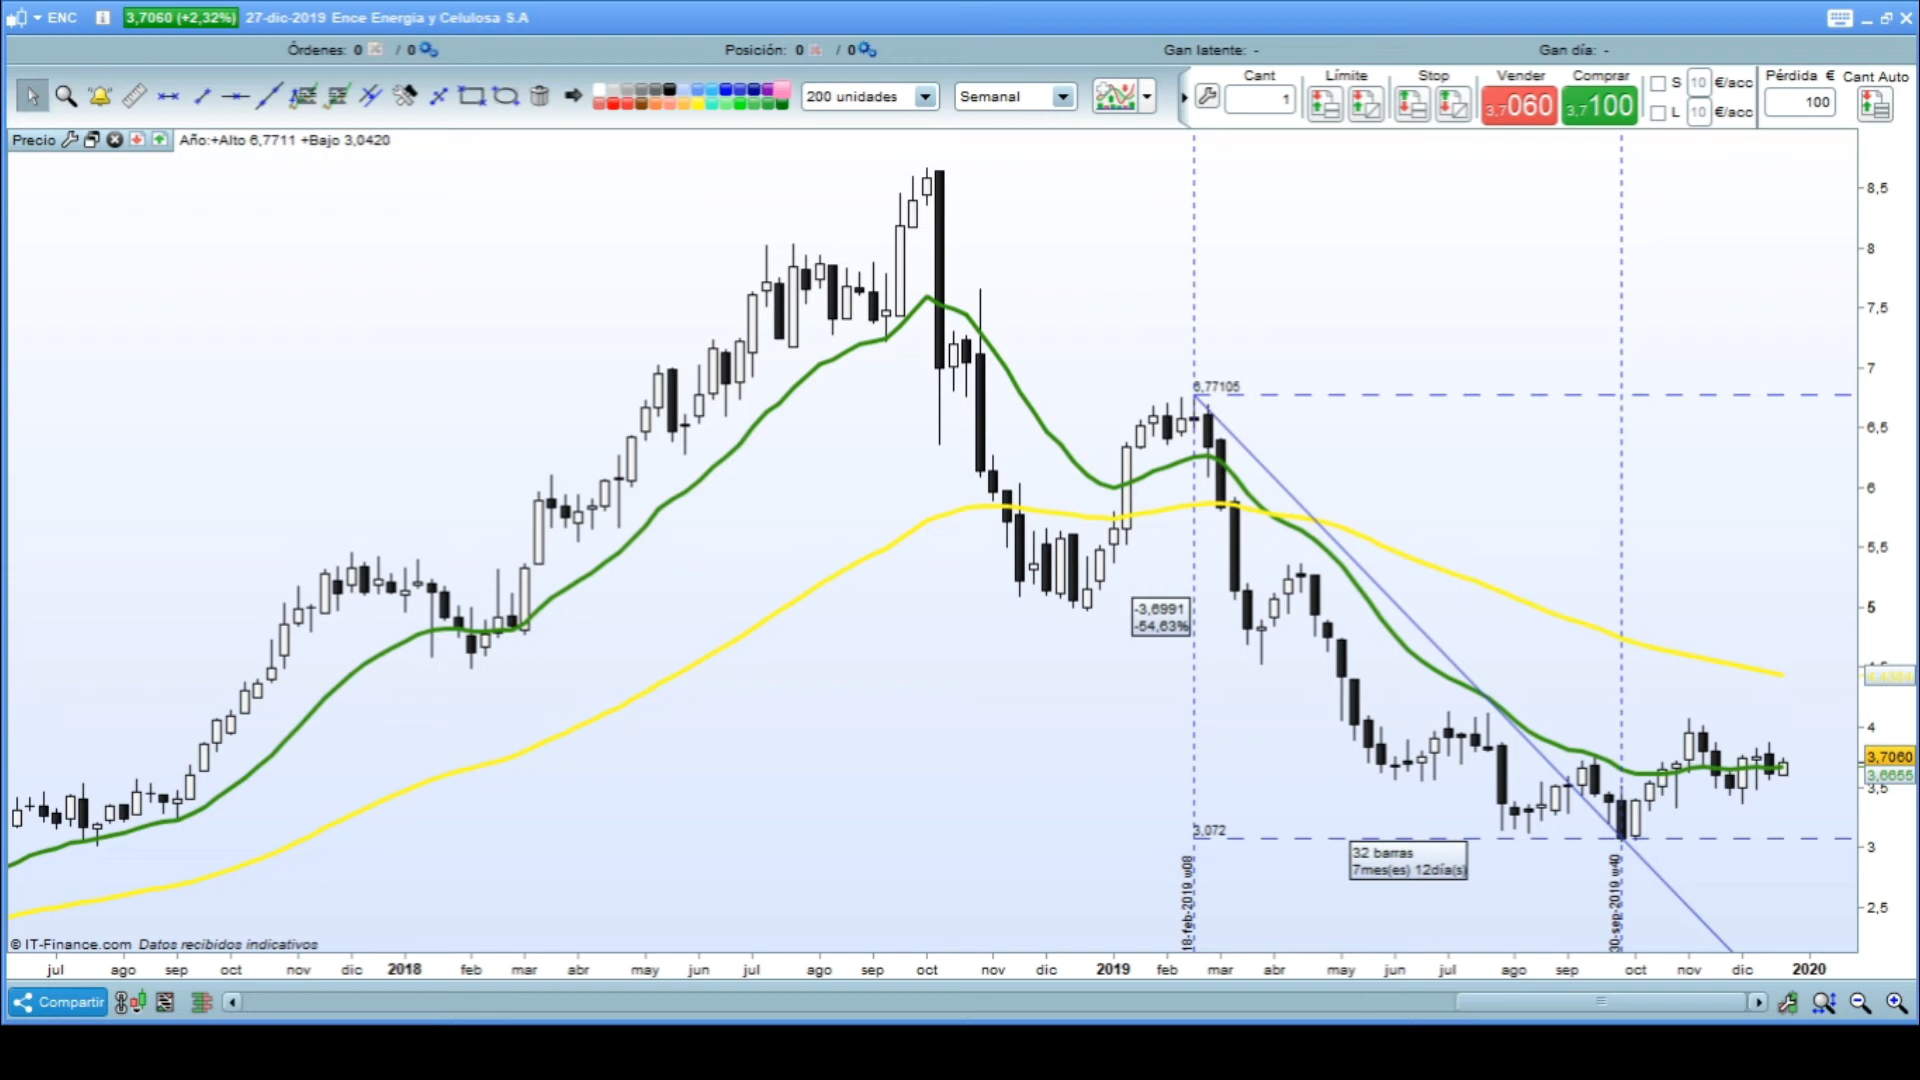 ENC 3,7060 (+2,32%) 27-dic-2019 Ence Energia y Celulosa S.A
Órdenes: 0 / 0 Posición: 0 / 0 Gan latente: - Gan día: -
200 unidades Semanal
Cant 1 Límite Stop Vender 3,7060 Comprar 3,7100
S 10 €/acc
L 10 €/acc
Pérdida € 100 Cant Auto
Precio Año:+Alto 6,7711 +Bajo 3,0420
8,5
8
7,5
7
6,77105
6,5
6
5,5
5
-3,6991
-54,63%
4
3,7060
3,6655
3,5
3,072
3
32 barras
7mes(es) 12día(s)
18-feb-2019 w08
30-sep-2019 w40
2,5
© IT-Finance.com Datos recibidos indicativos
jul ago sep oct nov dic 2018 feb mar abr may jun jul ago sep oct nov dic 2019 feb mar abr may jun jul ago sep oct nov dic 2020
Compartir